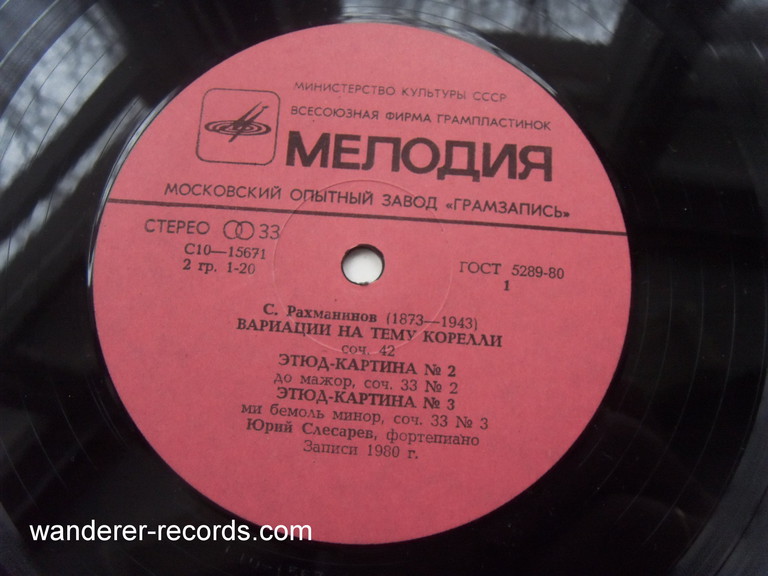 МИНИСТЕРСТВО КУЛЬТУРЫ СССР
ВСЕСОЮЗНАЯ ФИРМА ГРАМПЛАСТИНОК
МЕЛОДИЯ
МОСКОВСКИЙ ОПЫТНЫЙ ЗАВОД «ГРАМЗАПИСЬ»
СТЕРЕО 33
С10—15671
2 гр. 1-20
ГОСТ 5289-80
1
С. Рахманинов (1873—1943)
ВАРИАЦИИ НА ТЕМУ КОРЕЛЛИ
соч. 42
ЭТЮД-КАРТИНА № 2
до мажор, соч. 33 № 2
ЭТЮД-КАРТИНА № 3
ми бемоль минор, соч. 33 № 3
Юрий Слесарев, фортепиано
Записи 1980 г.
wanderer-records.com